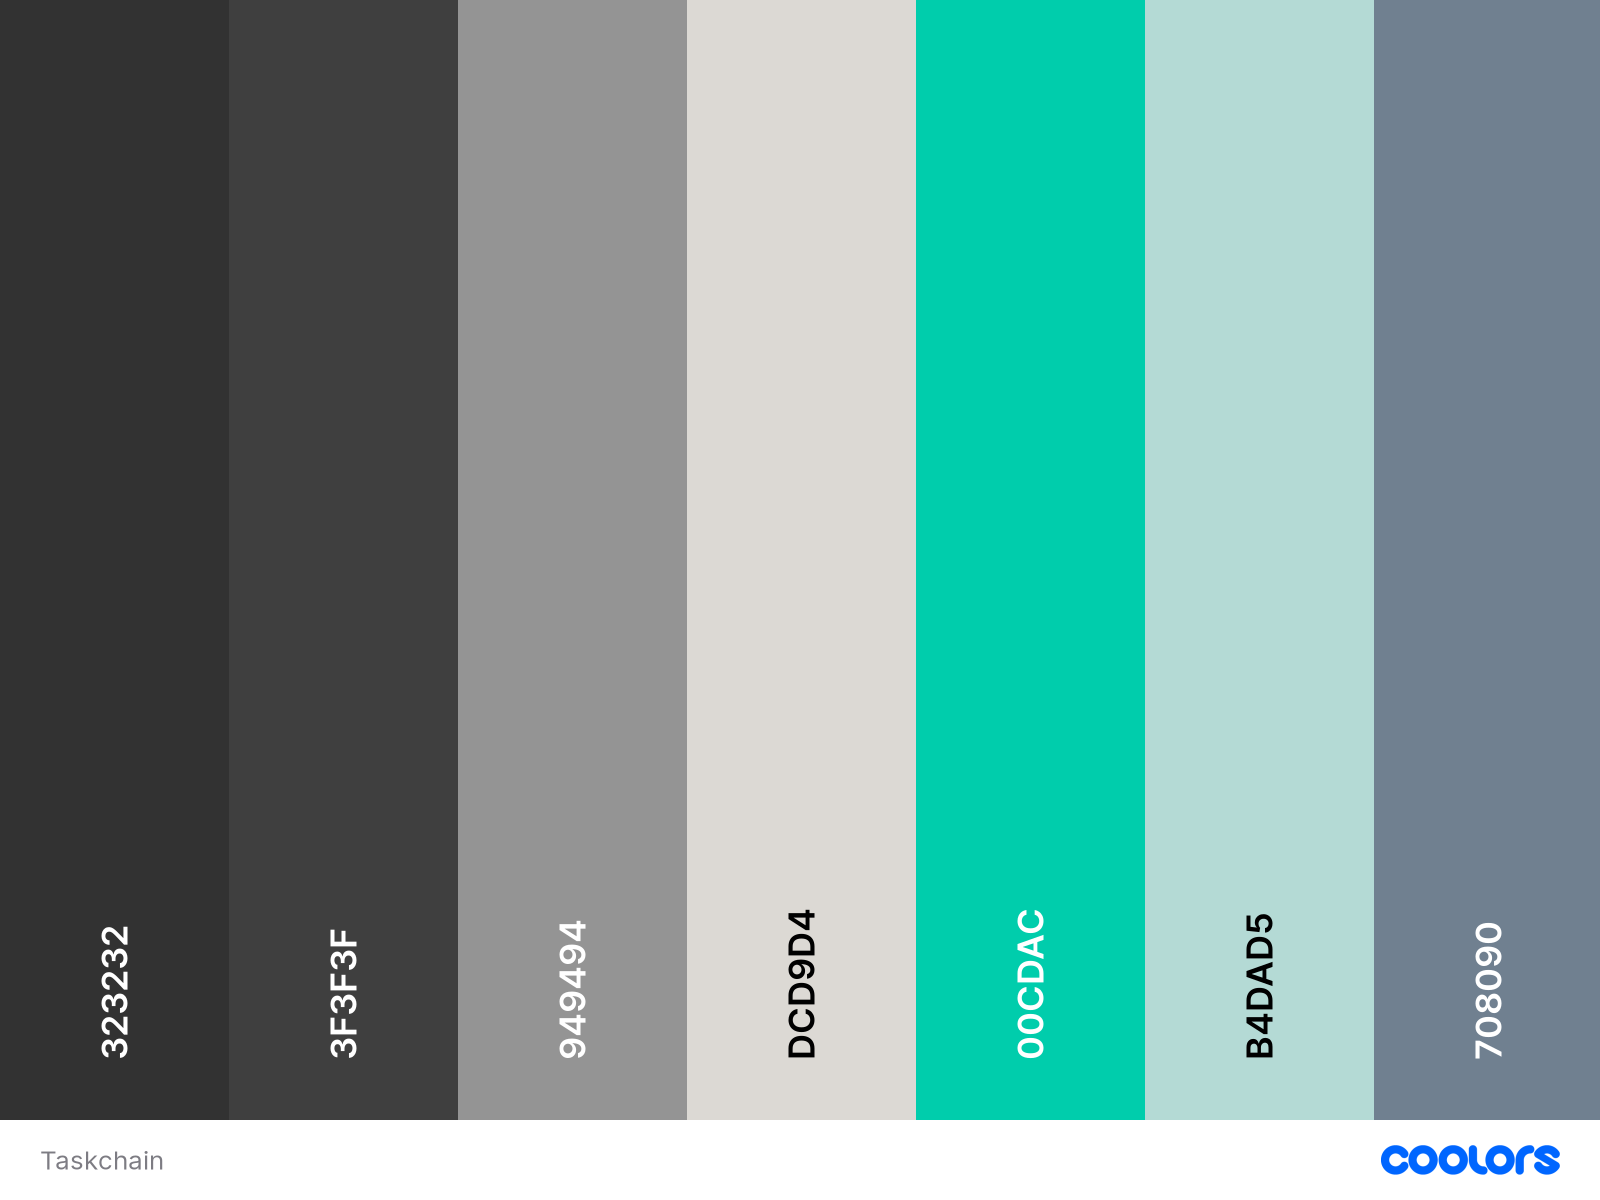 323232
3F3F3F
949494
DCD9D4
00CDAC
B4DAD5
708090
Taskchain
coolors